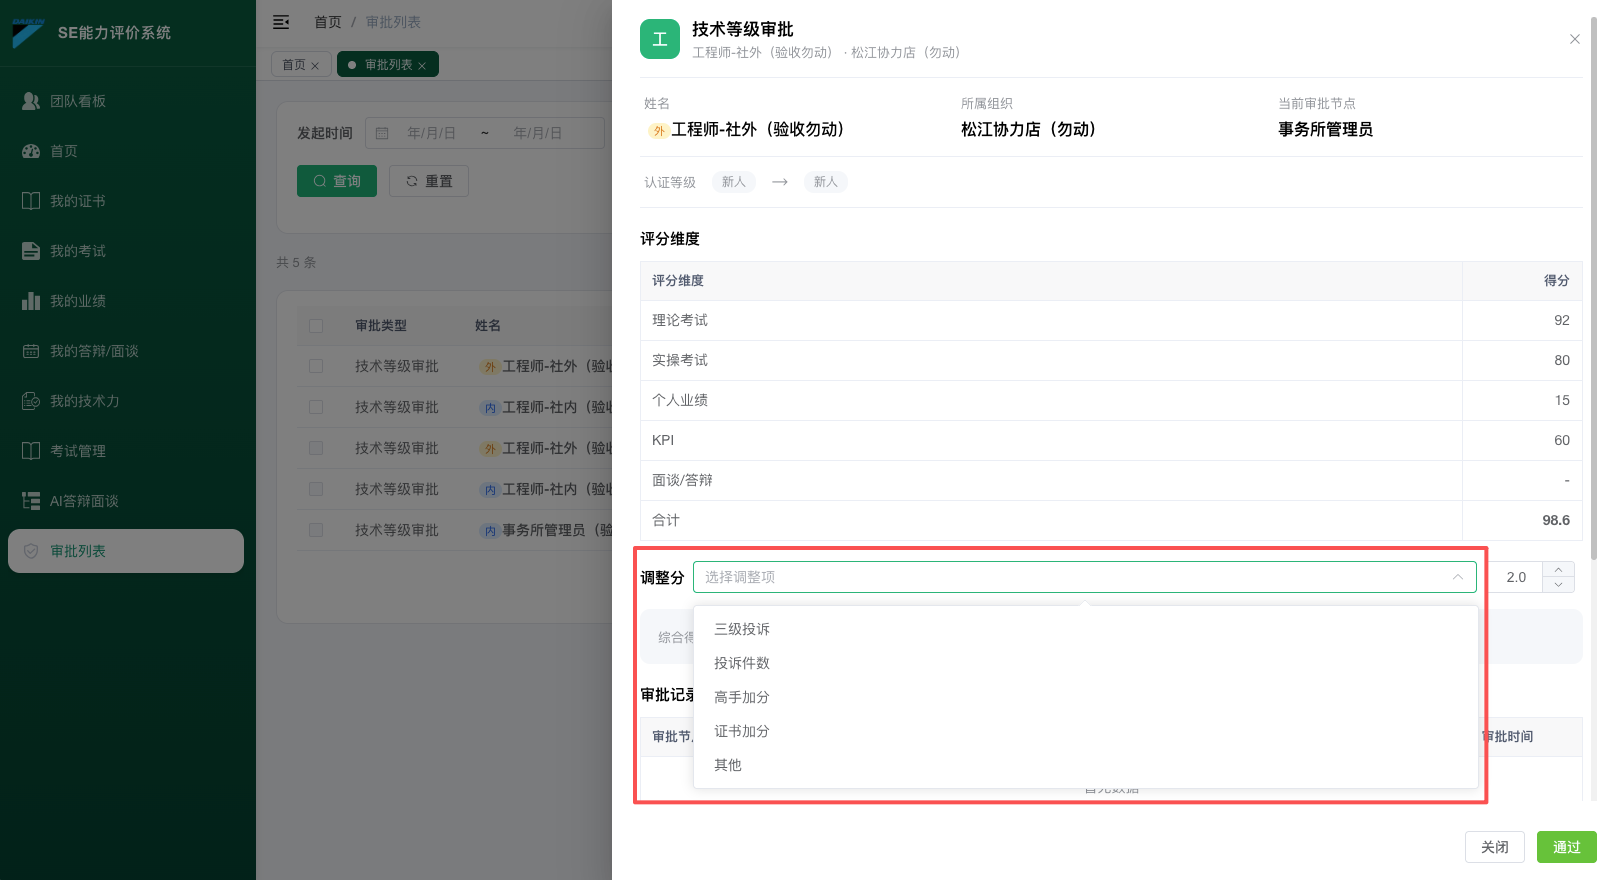 DAIKIN
SE能力评价系统
团队看板
首页
我的证书
我的考试
我的业绩
我的答辩/面谈
我的技术力
考试管理
AI答辩面谈
审批列表
首页 / 审批列表
首页
审批列表
发起时间 年/月/日 ~ 年/月/日
查询 重置
共 5 条
审批类型 姓名
技术等级审批 外 工程师-社外（验收
技术等级审批 内 工程师-社内（验收
技术等级审批 外 工程师-社外（验收
技术等级审批 内 工程师-社内（验收
技术等级审批 内 事务所管理员（验
工 技术等级审批
工程师-社外（验收勿动） · 松江协力店（勿动）
姓名 所属组织 当前审批节点
外 工程师-社外（验收勿动） 松江协力店（勿动） 事务所管理员
认证等级 新人 → 新人
评分维度
评分维度 得分
理论考试 92
实操考试 80
个人业绩 15
KPI 60
面谈/答辩 -
合计 98.6
调整分 选择调整项 2.0
三级投诉
综合得
投诉件数
审批记录
高手加分
证书加分
审批节 审批时间
其他
暂无数据
关闭 通过